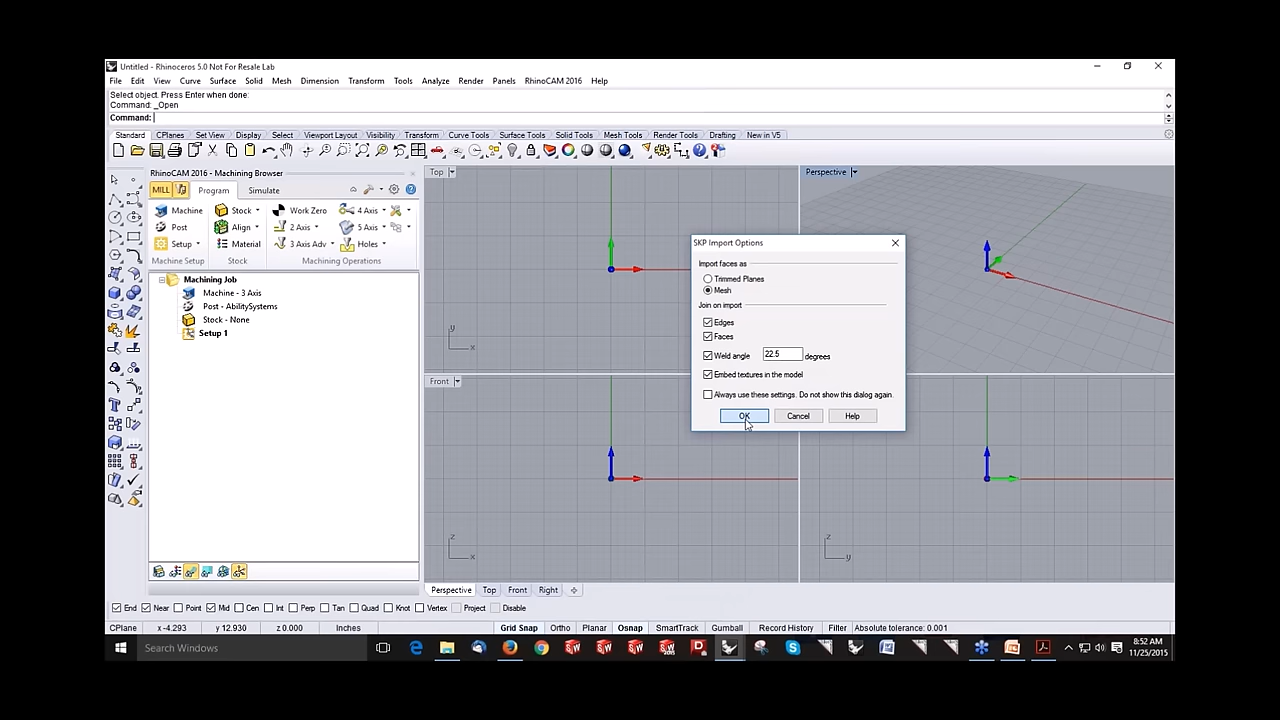 Untitled - Rhinoceros 5.0 Not For Resale Lab
File Edit View Curve Surface Solid Mesh Dimension Transform Tools Analyze Render Panels RhinoCAM 2016 Help
Select object. Press Enter when done:
Command: _Open
Command:
Standard CPlanes Set View Display Select Viewport Layout Visibility Transform Curve Tools Surface Tools Solid Tools Mesh Tools Render Tools Drafting New in V5
RhinoCAM 2016 - Machining Browser
MILL Program Simulate
Machine Stock Work Zero 4 Axis
Post Align 2 Axis 5 Axis
Setup Material 3 Axis Adv Holes
Machine Setup Stock Machining Operations
Machining Job
Machine - 3 Axis
Post - AbilitySystems
Stock - None
Setup 1
Top
y
x
Perspective
Front
z
x
z
y
SKP Import Options
Import faces as
Trimmed Planes
Mesh
Join on import
Edges
Faces
Weld angle 22.5 degrees
Embed textures in the model
Always use these settings. Do not show this dialog again.
OK Cancel Help
Perspective Top Front Right
End Near Point Mid Cen Int Perp Tan Quad Knot Vertex Project Disable
CPlane x -4.293 y 12.930 z 0.000 Inches Grid Snap Ortho Planar Osnap SmartTrack Gumball Record History Filter Absolute tolerance: 0.001
Search Windows
8:52 AM
11/25/2015